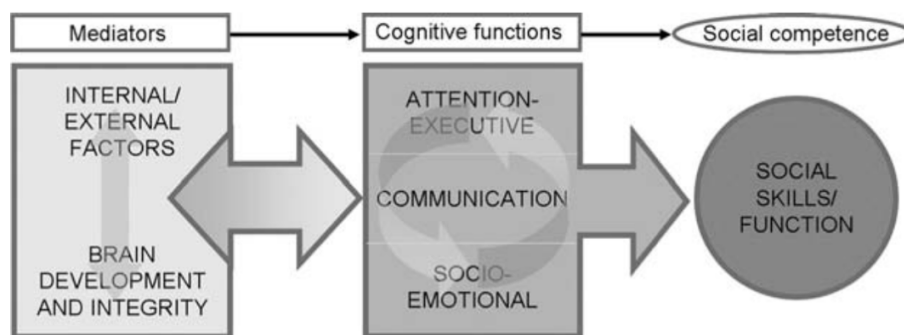 Mediators
Cognitive functions
Social competence
INTERNAL/
EXTERNAL
FACTORS
BRAIN
DEVELOPMENT
AND INTEGRITY
ATTENTION-
EXECUTIVE
COMMUNICATION
SOCIO-
EMOTIONAL
SOCIAL
SKILLS/
FUNCTION